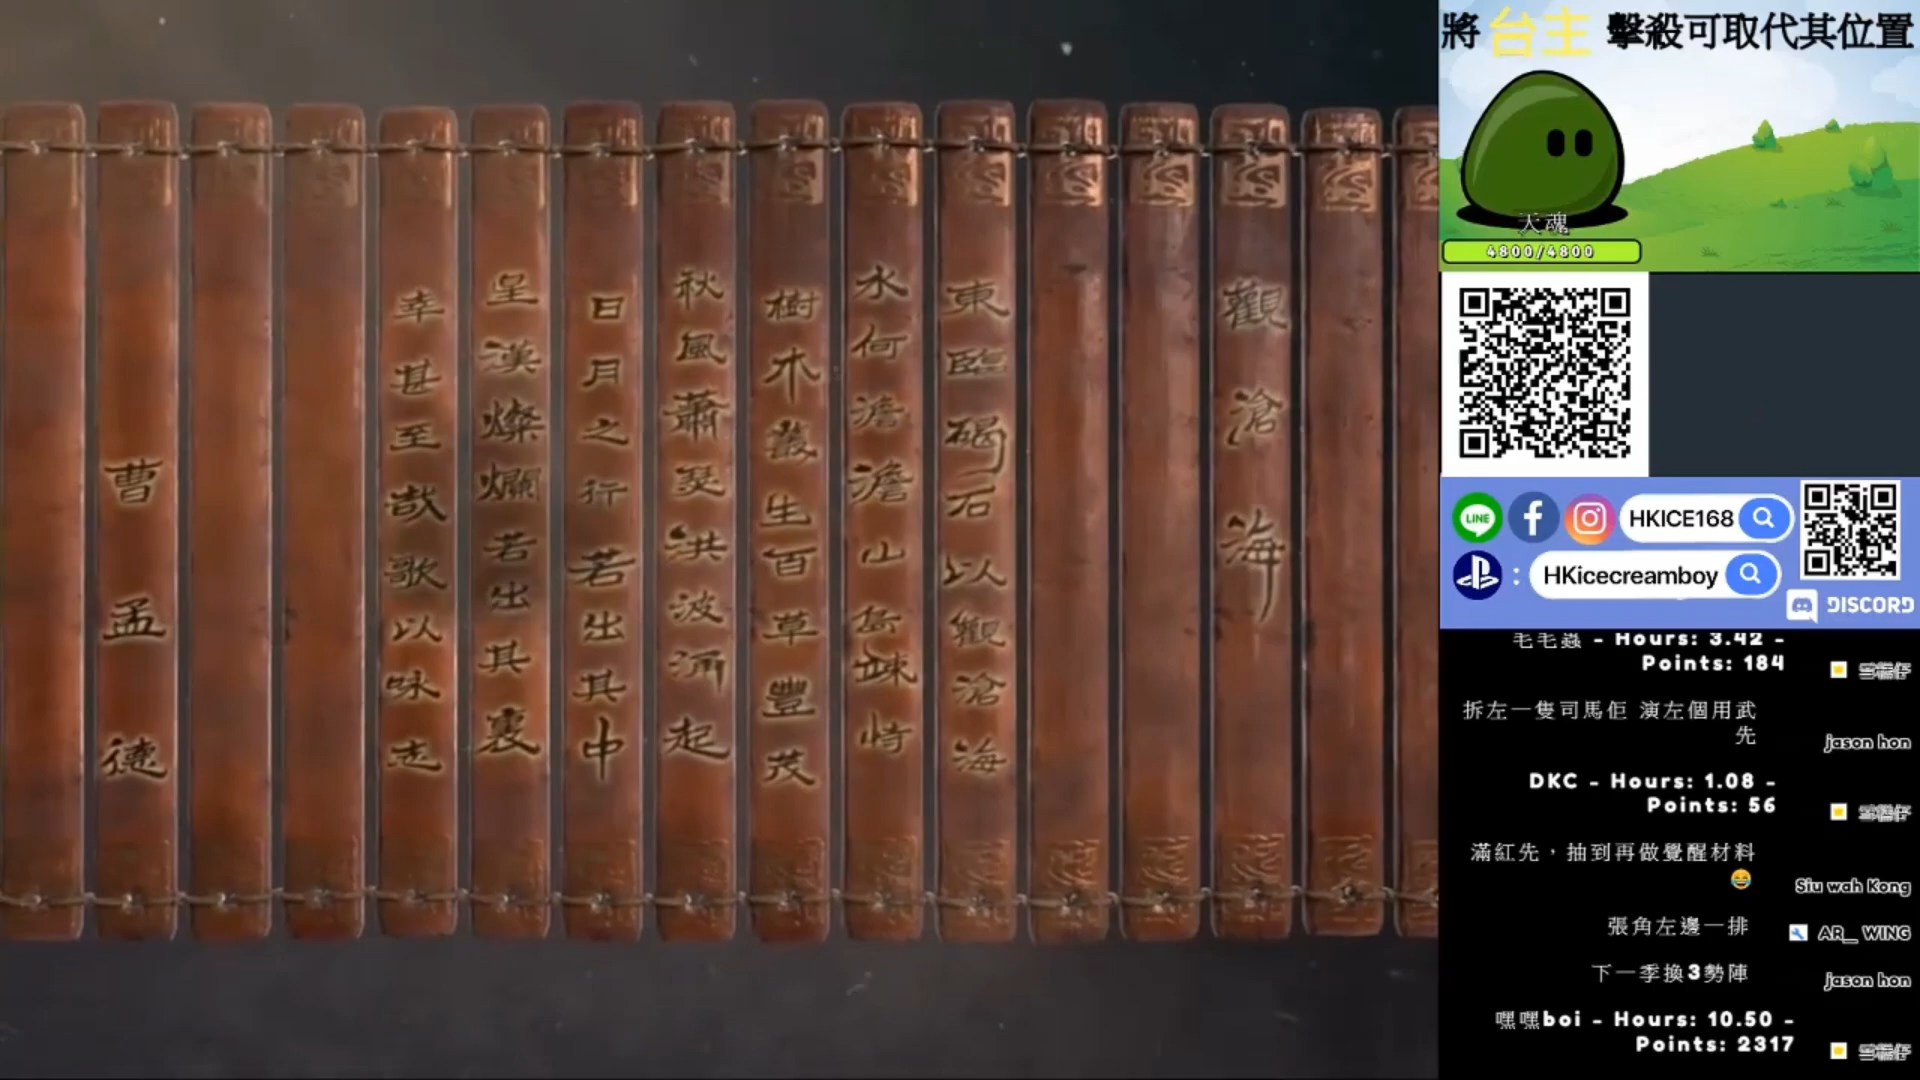 觀滄海
東臨碣石以觀滄海
水何澹澹山島竦峙
樹木叢生百草豐茂
秋風蕭瑟洪波涌起
日月之行若出其中
星漢燦爛若出其裏
幸甚至哉歌以咏志
曹孟德
將台主擊殺可取代其位置
天魂
4800/4800
LINE
HKICE168
: HKicecreamboy
DISCORD
毛毛蟲 - Hours: 3.42 -
Points: 184
拆左一隻司馬佢 演左個用武
先
jason hon
DKC - Hours: 1.08 -
Points: 56
滿紅先，抽到再做覺醒材料
😂
Siu wah Kong
張角左邊一排
AR__ WING
下一季換3勢陣
jason hon
嘿嘿boi - Hours: 10.50 -
Points: 2317